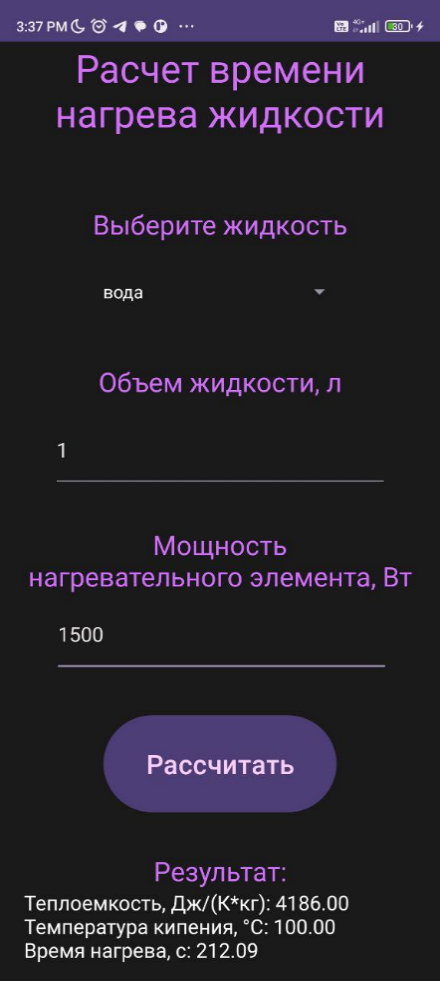 3:37 PM
4G+
30
Расчет времени
нагрева жидкости
Выберите жидкость
вода
Объем жидкости, л
1
Мощность
нагревательного элемента, Вт
1500
Рассчитать
Результат:
Теплоемкость, Дж/(К*кг): 4186.00
Температура кипения, °C: 100.00
Время нагрева, с: 212.09